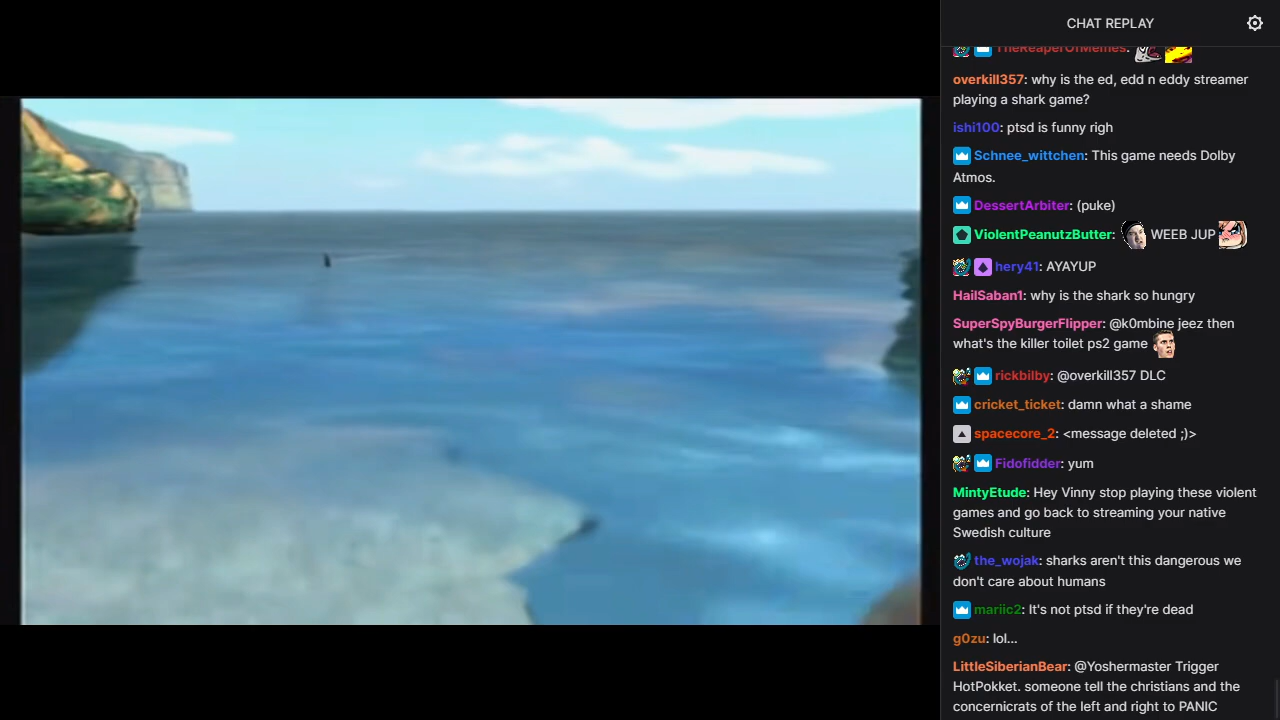 CHAT REPLAY
TheReaperOfMemes:
overkill357: why is the ed, edd n eddy streamer
playing a shark game?
ishi100: ptsd is funny righ
Schnee_wittchen: This game needs Dolby
Atmos.
DessertArbiter: (puke)
ViolentPeanutzButter: WEEB JUP
hery41: AYAYUP
HailSaban1: why is the shark so hungry
SuperSpyBurgerFlipper: @k0mbine jeez then
what's the killer toilet ps2 game
rickbilby: @overkill357 DLC
cricket_ticket: damn what a shame
spacecore_2: <message deleted ;)>
Fidofidder: yum
MintyEtude: Hey Vinny stop playing these violent
games and go back to streaming your native
Swedish culture
the_wojak: sharks aren't this dangerous we
don't care about humans
mariic2: It's not ptsd if they're dead
g0zu: lol...
LittleSiberianBear: @Yoshermaster Trigger
HotPokket. someone tell the christians and the
concernicrats of the left and right to PANIC